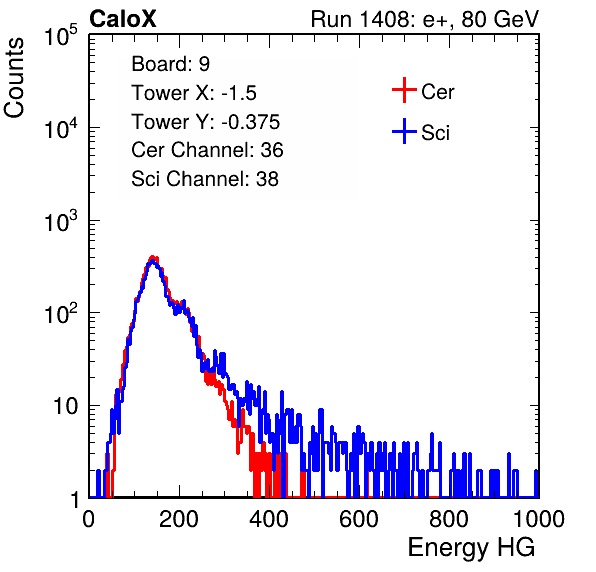 CaloX Run 1408: e+, 80 GeV
Counts
10^5
10^4
10^3
10^2
10
1
Board: 9
Tower X: -1.5
Tower Y: -0.375
Cer Channel: 36
Sci Channel: 38
Cer
Sci
0 200 400 600 800 1000
Energy HG